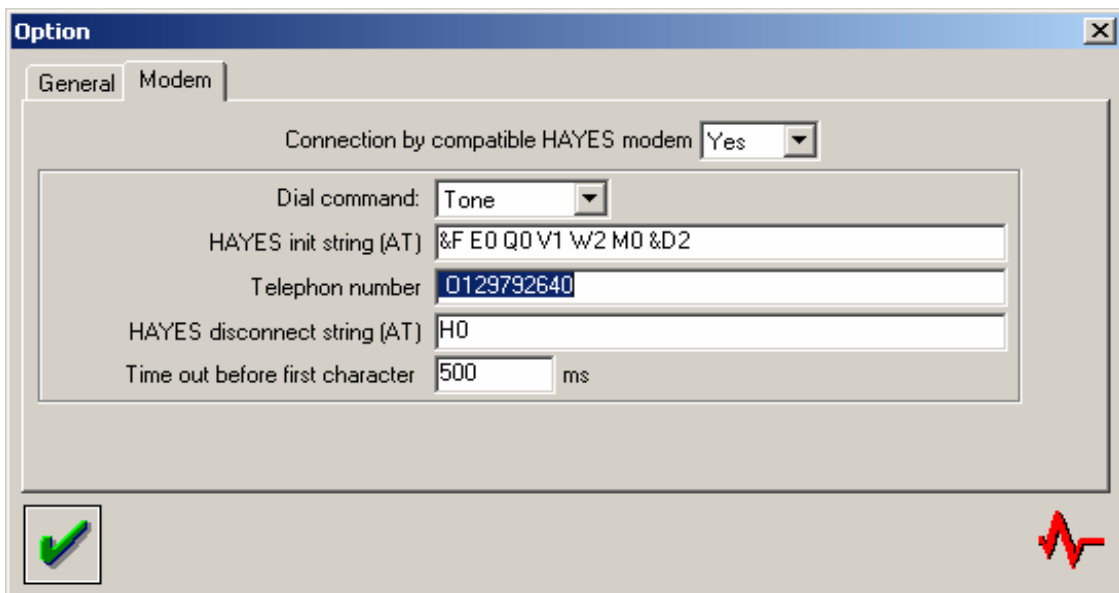 Option
General Modem
Connection by compatible HAYES modem Yes
Dial command: Tone
HAYES init string (AT) &F E0 Q0 V1 W2 M0 &D2
Telephon number 0129792640
HAYES disconnect string (AT) H0
Time out before first character 500 ms